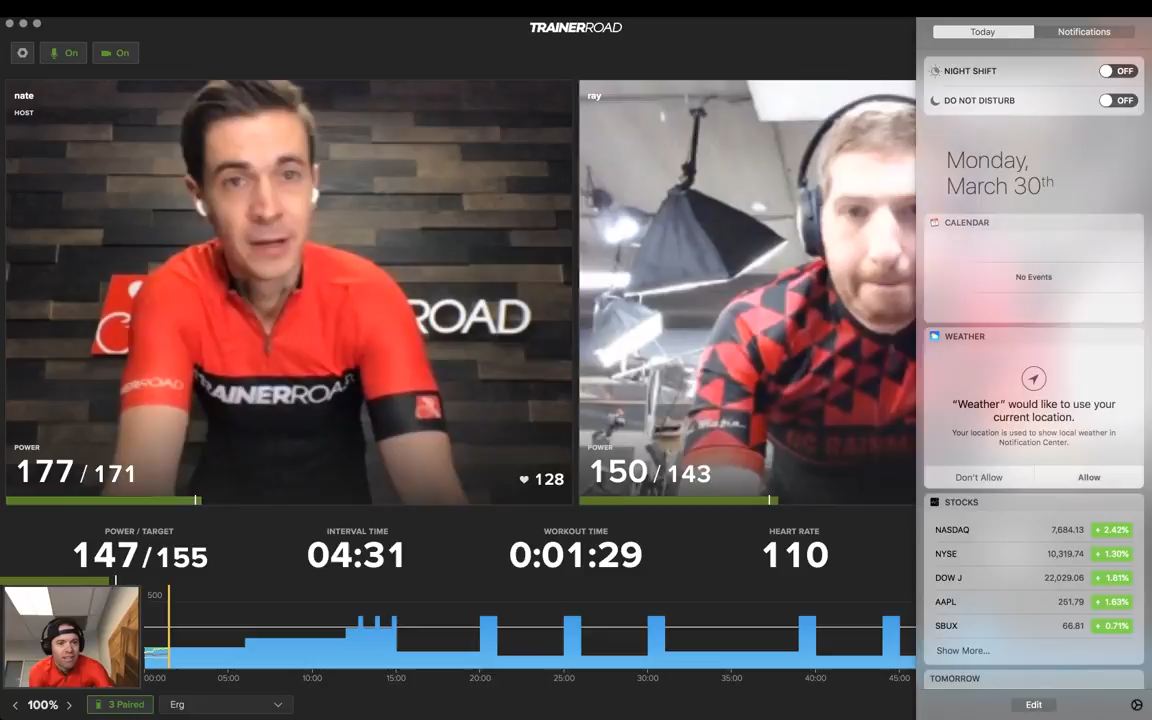 TRAINERROAD
On
On
nate
HOST
ray
ROAD
TRAINERROAD
TRAINERROA
POWER
177 / 171
128
POWER
150 / 143
POWER / TARGET
147/155
INTERVAL TIME
04:31
WORKOUT TIME
0:01:29
HEART RATE
110
500
00:00
05:00
10:00
15:00
20:00
25:00
30:00
35:00
40:00
45:00
100%
3 Paired
Erg
Today
Notifications
NIGHT SHIFT
OFF
DO NOT DISTURB
OFF
Monday,
March 30th
CALENDAR
No Events
WEATHER
“Weather” would like to use your
current location.
Your location is used to show local weather in
Notification Center.
Don't Allow
Allow
STOCKS
NASDAQ 7,684.13 + 2.42%
NYSE 10,319.74 + 1.30%
DOW J 22,029.06 + 1.81%
AAPL 251.79 + 1.63%
SBUX 66.81 + 0.71%
Show More...
TOMORROW
Edit